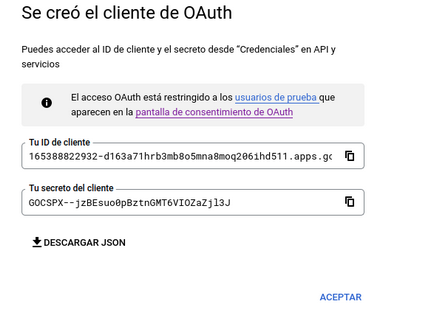 Se creó el cliente de OAuth
Puedes acceder al ID de cliente y el secreto desde "Credenciales" en API y
servicios
El acceso OAuth está restringido a los usuarios de prueba que
aparecen en la pantalla de consentimiento de OAuth
Tu ID de cliente
165388822932-d163a71hrb3mb8o5mna8moq206ihd511.apps.gc
Tu secreto del cliente
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
DESCARGAR JSON
ACEPTAR